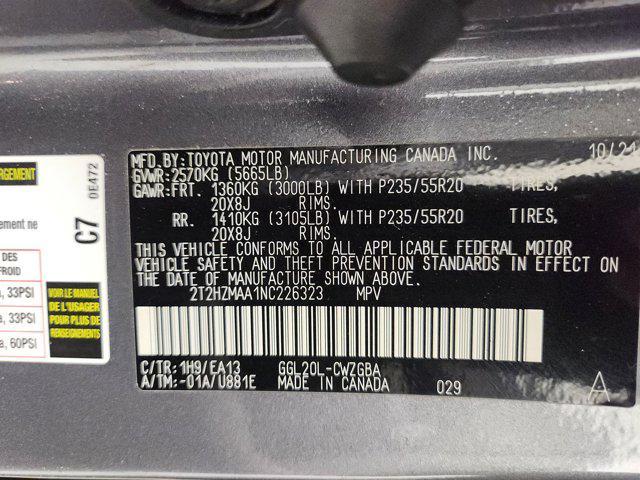 MFD.BY:TOYOTA MOTOR MANUFACTURING CANADA INC. 10/21
GVWR:2570KG (5665LB)
GAWR:FRT. 1360KG (3000LB) WITH P235/55R20 TIRES,
20X8J RIMS.
RR. 1410KG (3105LB) WITH P235/55R20 TIRES,
20X8J RIMS.
THIS VEHICLE CONFORMS TO ALL APPLICABLE FEDERAL MOTOR
VEHICLE SAFETY AND THEFT PREVENTION STANDARDS IN EFFECT ON
THE DATE OF MANUFACTURE SHOWN ABOVE.
2T2HZMAA1NC226323 MPV
C/TR:1H9/EA13 GGL20L-CWZGBA
A/TM:-01A/U881E MADE IN CANADA 029 A
ARGEMENT
ement ne
C7
0E472
DES
FROID
a, 33PSI
a, 33PSI
a, 60PSI
VOIR LE MANUEL
DE L'USAGER
POUR PLUS DE
RENSEIGNEMENTS